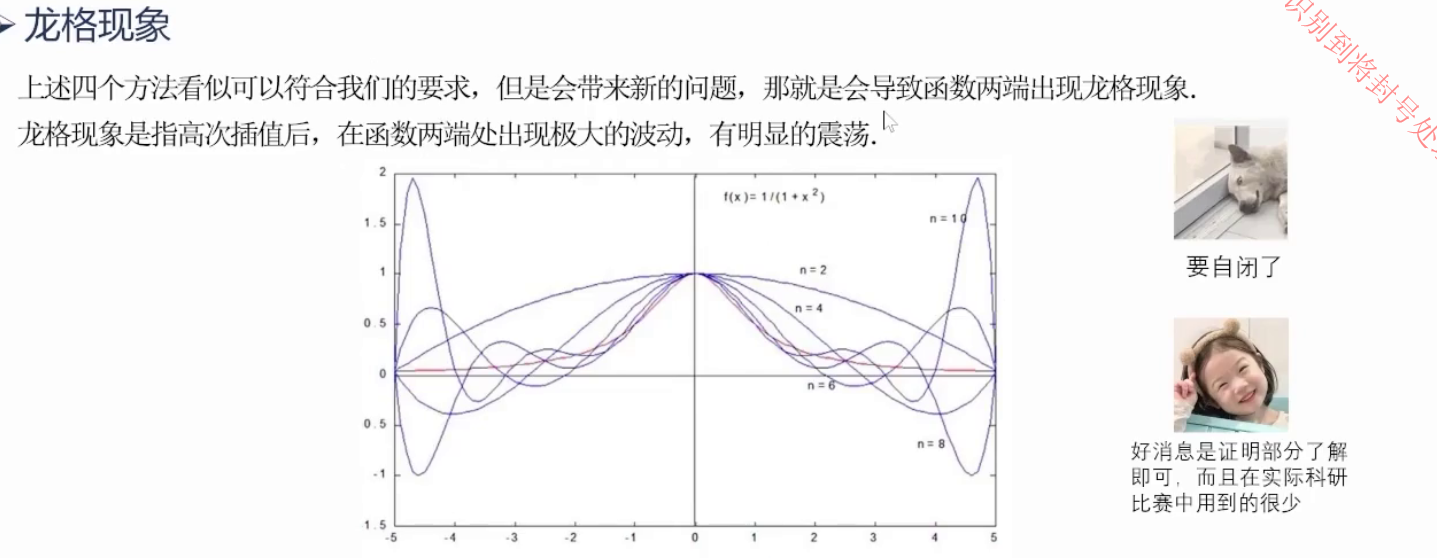 龙格现象
上述四个方法看似可以符合我们的要求，但是会带来新的问题，那就是会导致函数两端出现龙格现象.
龙格现象是指高次插值后，在函数两端处出现极大的波动，有明显的震荡.
识别到将封号处
2
f(x)=1/(1+x²)
n=10
1.5
1
n=2
n=4
0.5
0
n=6
0.5
n=8
-1
1.5
-5 -4 -3 -2 -1 0 1 2 3 4 5
要自闭了
好消息是证明部分了解
即可，而且在实际科研
比赛中用到的很少